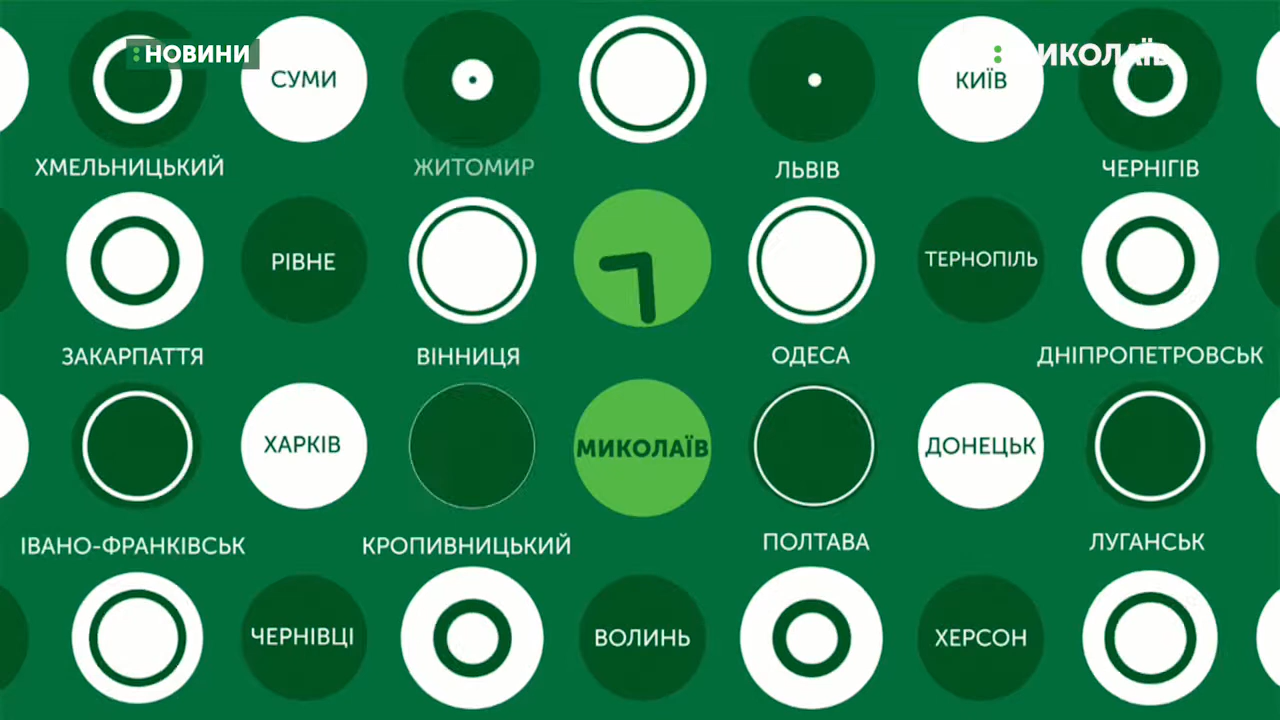 НОВИНИ
МИКОЛАЇВ
СУМИ
КИЇВ
ХМЕЛЬНИЦЬКИЙ
ЖИТОМИР
ЛЬВІВ
ЧЕРНІГІВ
РІВНЕ
ТЕРНОПІЛЬ
ЗАКАРПАТТЯ
ВІННИЦЯ
ОДЕСА
ДНІПРОПЕТРОВСЬК
ХАРКІВ
МИКОЛАЇВ
ДОНЕЦЬК
ІВАНО-ФРАНКІВСЬК
КРОПИВНИЦЬКИЙ
ПОЛТАВА
ЛУГАНСЬК
ЧЕРНІВЦІ
ВОЛИНЬ
ХЕРСОН